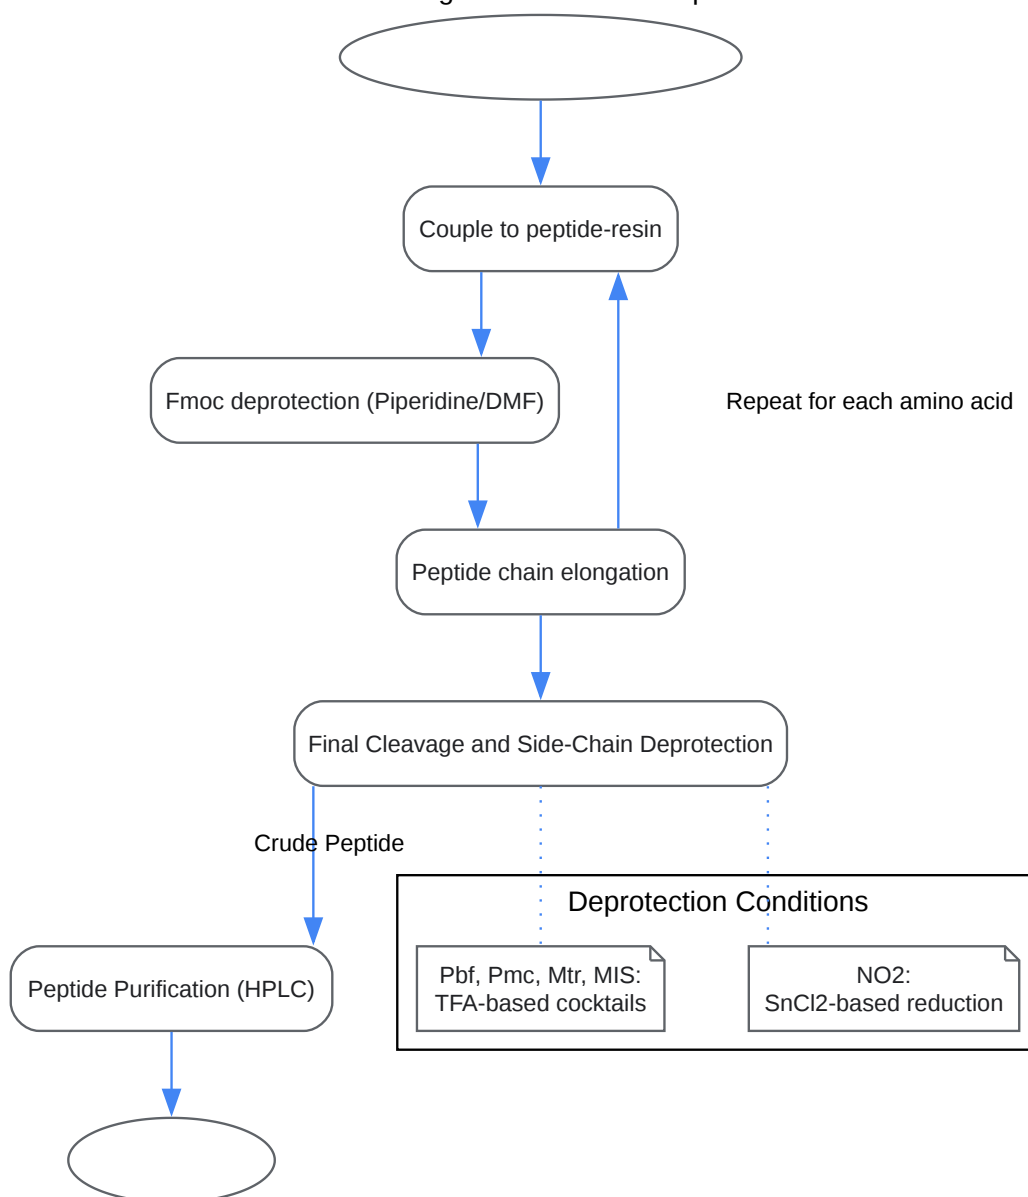 Couple to peptide-resin
Fmoc deprotection (Piperidine/DMF)
Repeat for each amino acid
Peptide chain elongation
Final Cleavage and Side-Chain Deprotection
Crude Peptide
Deprotection Conditions
Pbf, Pmc, Mtr, MIS:
TFA-based cocktails
NO2:
SnCl2-based reduction
Peptide Purification (HPLC)